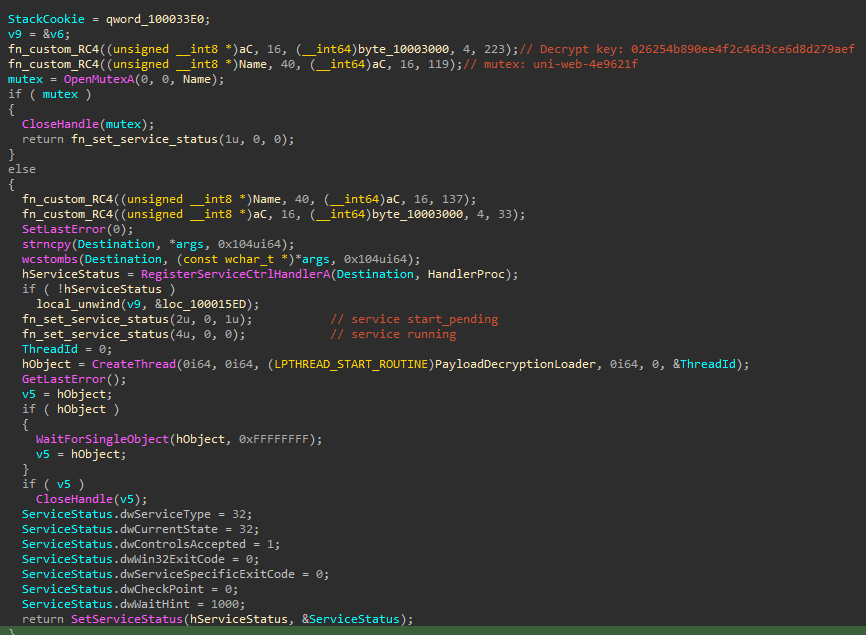 StackCookie = qword_100033E0;
v9 = &v6;
fn_custom_RC4((unsigned __int8 *)aC, 16, (__int64)byte_10003000, 4, 223);// Decrypt key: 026254b890ee4f2c46d3ce6d8d279aef
fn_custom_RC4((unsigned __int8 *)Name, 40, (__int64)aC, 16, 119);// mutex: uni-web-4e9621f
mutex = OpenMutexA(0, 0, Name);
if ( mutex )
{
  CloseHandle(mutex);
  return fn_set_service_status(1u, 0, 0);
}
else
{
  fn_custom_RC4((unsigned __int8 *)Name, 40, (__int64)aC, 16, 137);
  fn_custom_RC4((unsigned __int8 *)aC, 16, (__int64)byte_10003000, 4, 33);
  SetLastError(0);
  strncpy(Destination, *args, 0x104ui64);
  wcstombs(Destination, (const wchar_t *)*args, 0x104ui64);
  hServiceStatus = RegisterServiceCtrlHandlerA(Destination, HandlerProc);
  if ( !hServiceStatus )
    local_unwind(v9, &loc_100015ED);
  fn_set_service_status(2u, 0, 1u);           // service start_pending
  fn_set_service_status(4u, 0, 0);            // service running
  ThreadId = 0;
  hObject = CreateThread(0i64, 0i64, (LPTHREAD_START_ROUTINE)PayloadDecryptionLoader, 0i64, 0, &ThreadId);
  GetLastError();
  v5 = hObject;
  if ( hObject )
  {
    WaitForSingleObject(hObject, 0xFFFFFFFF);
    v5 = hObject;
  }
  if ( v5 )
    CloseHandle(v5);
  ServiceStatus.dwServiceType = 32;
  ServiceStatus.dwCurrentState = 32;
  ServiceStatus.dwControlsAccepted = 1;
  ServiceStatus.dwWin32ExitCode = 0;
  ServiceStatus.dwServiceSpecificExitCode = 0;
  ServiceStatus.dwCheckPoint = 0;
  ServiceStatus.dwWaitHint = 1000;
  return SetServiceStatus(hServiceStatus, &ServiceStatus);
}